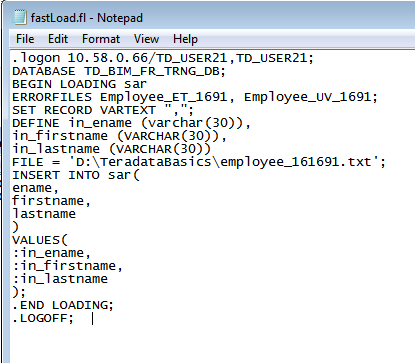 fastLoad.fl - Notepad
File Edit Format View Help
.logon 10.58.0.66/TD_USER21,TD_USER21;
DATABASE TD_BIM_FR_TRNG_DB;
BEGIN LOADING sar
ERRORFILES Employee_ET_1691, Employee_UV_1691;
SET RECORD VARTEXT ",";
DEFINE in_ename (varchar(30)),
in_firstname (VARCHAR(30)),
in_lastname (VARCHAR(30))
FILE = 'D:\TeradataBasics\employee_161691.txt';
INSERT INTO sar(
ename,
firstname,
lastname
)
VALUES(
:in_ename,
:in_firstname,
:in_lastname
);
.END LOADING;
.LOGOFF;